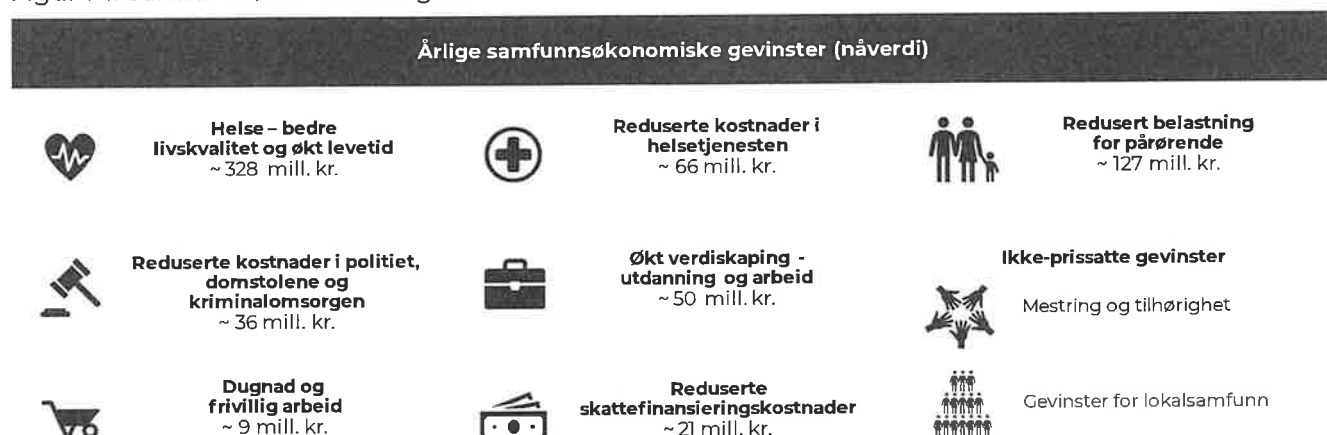 Årlige samfunnsøkonomiske gevinster (nåverdi)
Helse – bedre
livskvalitet og økt levetid
~ 328 mill. kr.
Reduserte kostnader i
helsetjenesten
~ 66 mill. kr.
Redusert belastning
for pårørende
~ 127 mill. kr.
Reduserte kostnader i politiet,
domstolene og
kriminalomsorgen
~ 36 mill. kr.
Økt verdiskaping -
utdanning og arbeid
~ 50 mill. kr.
Ikke-prissatte gevinster
Mestring og tilhørighet
Dugnad og
frivillig arbeid
~ 9 mill. kr.
Reduserte
skattefinansieringskostnader
~ 21 mill. kr.
Gevinster for lokalsamfunn